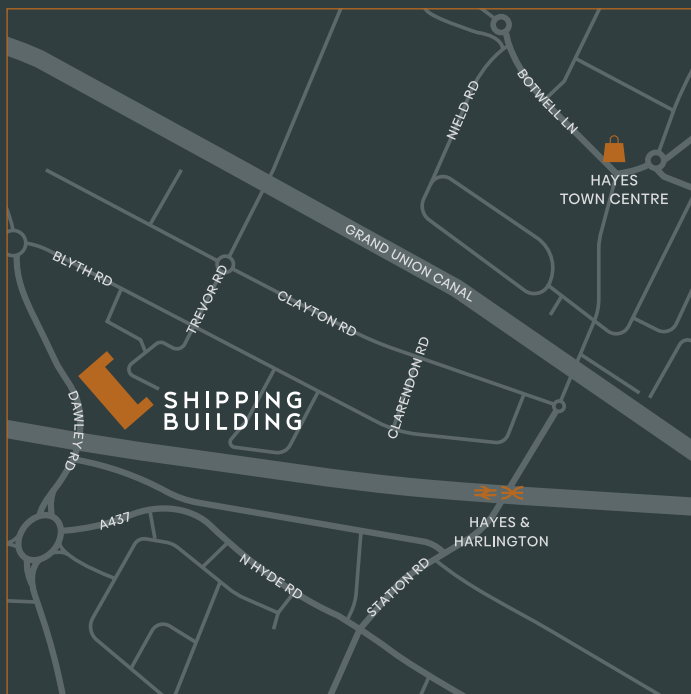 NIELD RD
BOTWELL LN
HAYES
TOWN CENTRE
GRAND UNION CANAL
BLYTH RD
TREVOR RD
CLAYTON RD
CLARENDON RD
SHIPPING
BUILDING
DAWLEY RD
HAYES &
HARLINGTON
A437
N HYDE RD
STATION RD